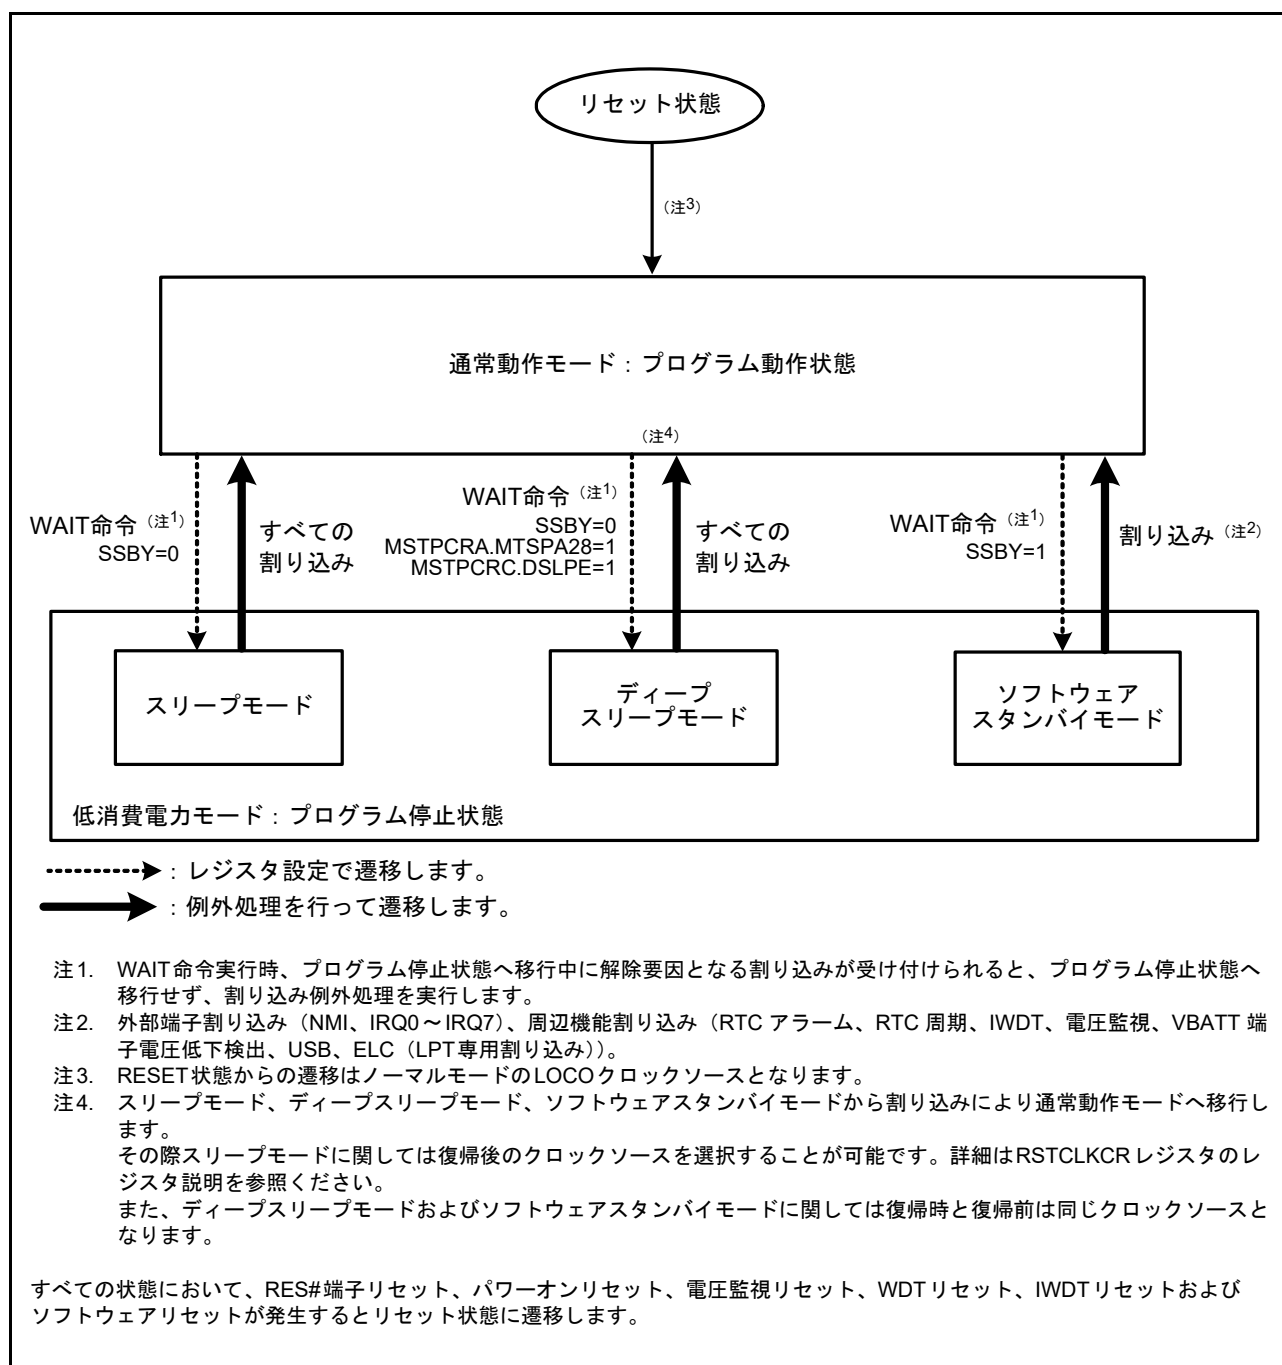 リセット状態
（注3）
通常動作モード：プログラム動作状態
（注4）
WAIT命令（注1）
SSBY=0
すべての
割り込み
WAIT命令（注1）
SSBY=0
MSTPCRA.MTSPA28=1
MSTPCRC.DSLPE=1
すべての
割り込み
WAIT命令（注1）
SSBY=1
割り込み（注2）
スリープモード
ディープ
スリープモード
ソフトウェア
スタンバイモード
低消費電力モード：プログラム停止状態
：レジスタ設定で遷移します。
：例外処理を行って遷移します。
注1. WAIT命令実行時、プログラム停止状態へ移行中に解除要因となる割り込みが受け付けられると、プログラム停止状態へ
移行せず、割り込み例外処理を実行します。
注2. 外部端子割り込み（NMI、IRQ0～IRQ7）、周辺機能割り込み（RTC アラーム、RTC 周期、IWDT、電圧監視、VBATT 端
子電圧低下検出、USB、ELC（LPT専用割り込み））。
注3. RESET状態からの遷移はノーマルモードのLOCOクロックソースとなります。
注4. スリープモード、ディープスリープモード、ソフトウェアスタンバイモードから割り込みにより通常動作モードへ移行し
ます。
その際スリープモードに関しては復帰後のクロックソースを選択することが可能です。詳細はRSTCLKCRレジスタのレ
ジスタ説明を参照ください。
また、ディープスリープモードおよびソフトウェアスタンバイモードに関しては復帰時と復帰前は同じクロックソースと
なります。
すべての状態において、RES#端子リセット、パワーオンリセット、電圧監視リセット、WDTリセット、IWDTリセットおよび
ソフトウェアリセットが発生するとリセット状態に遷移します。